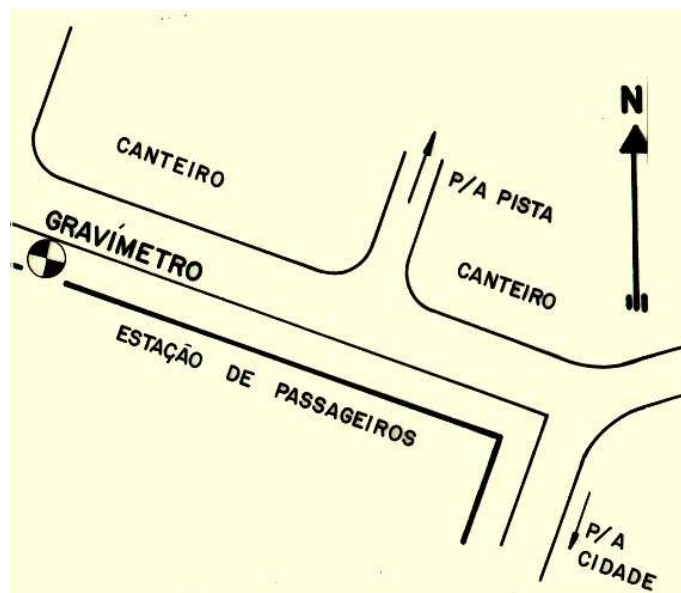 N
CANTEIRO
P/A PISTA
GRAVÍMETRO
CANTEIRO
ESTAÇÃO DE PASSAGEIROS
P/A
CIDADE